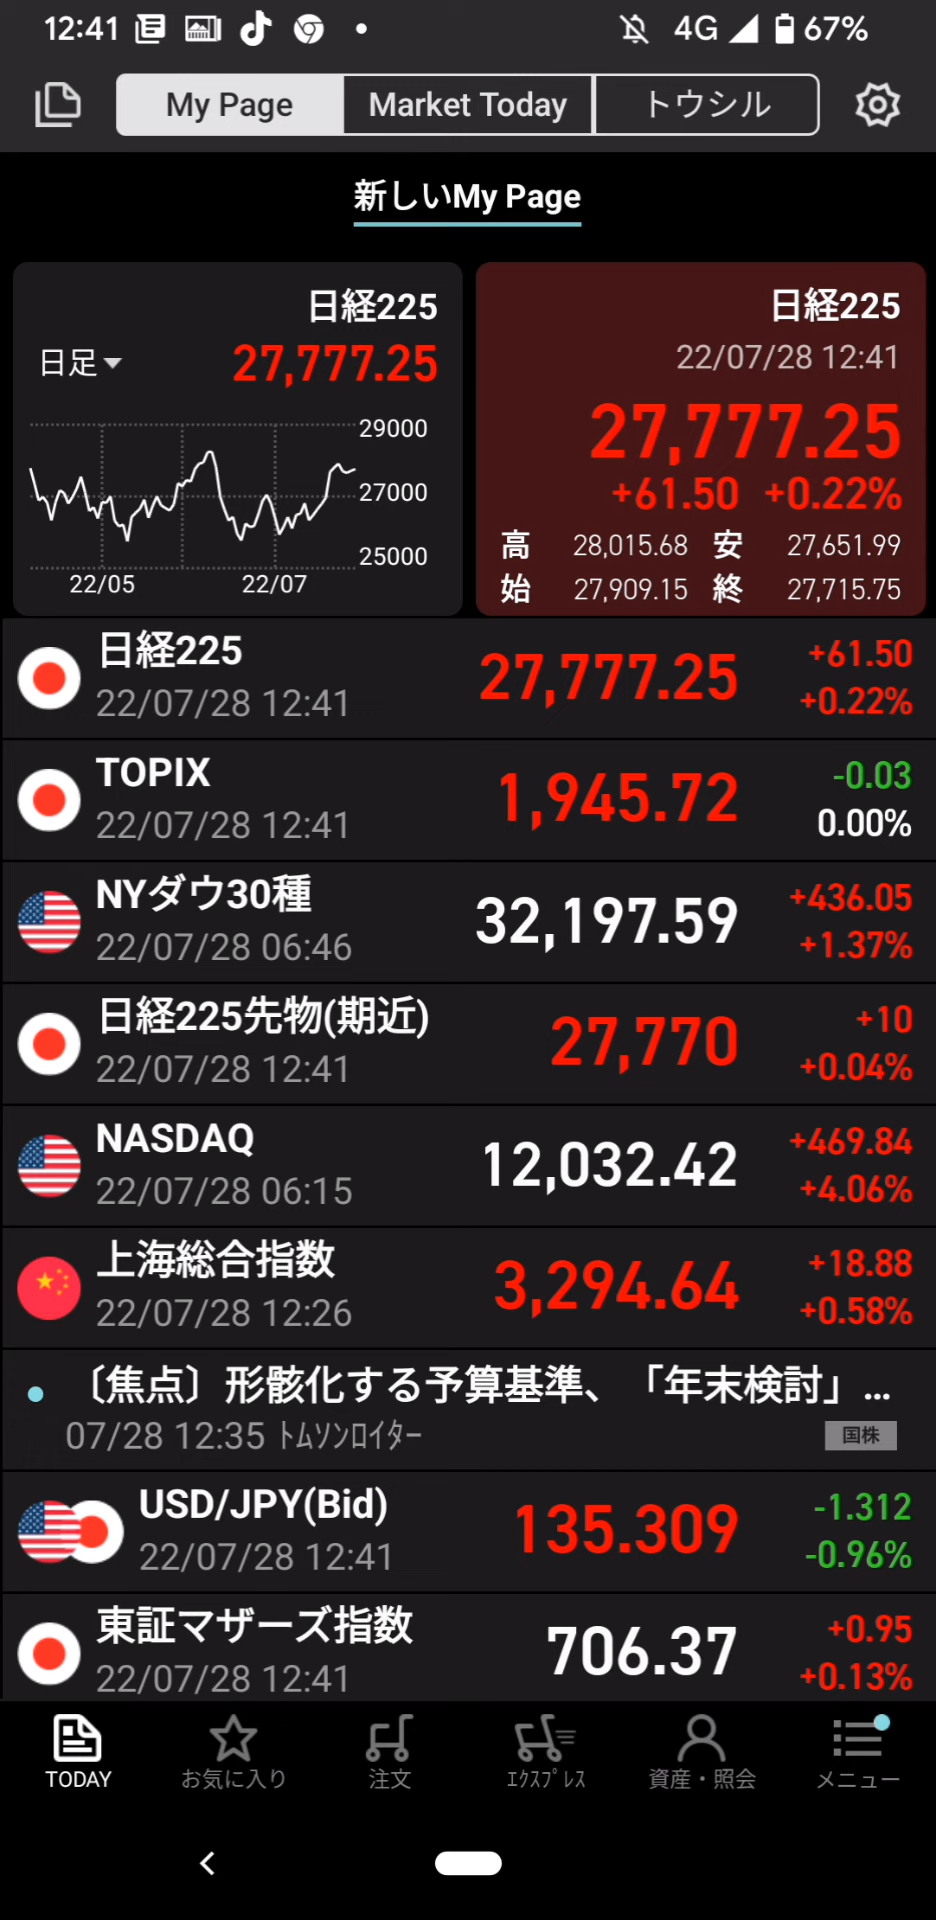 12:41 4G 67%
My Page Market Today トウシル
新しいMy Page
日経225
日足 27,777.25
29000
27000
25000
22/05 22/07
日経225
22/07/28 12:41
27,777.25
+61.50 +0.22%
高 28,015.68 安 27,651.99
始 27,909.15 終 27,715.75
日経225
22/07/28 12:41
27,777.25
+61.50
+0.22%
TOPIX
22/07/28 12:41
1,945.72
-0.03
0.00%
NYダウ30種
22/07/28 06:46
32,197.59
+436.05
+1.37%
日経225先物(期近)
22/07/28 12:41
27,770
+10
+0.04%
NASDAQ
22/07/28 06:15
12,032.42
+469.84
+4.06%
上海総合指数
22/07/28 12:26
3,294.64
+18.88
+0.58%
〔焦点〕形骸化する予算基準、「年末検討」...
07/28 12:35 ﾄﾑｿﾝﾛｲﾀｰ
国株
USD/JPY(Bid)
22/07/28 12:41
135.309
-1.312
-0.96%
東証マザーズ指数
22/07/28 12:41
706.37
+0.95
+0.13%
TODAY お気に入り 注文 ｴｸｽﾌﾟﾚｽ 資産・照会 メニュー